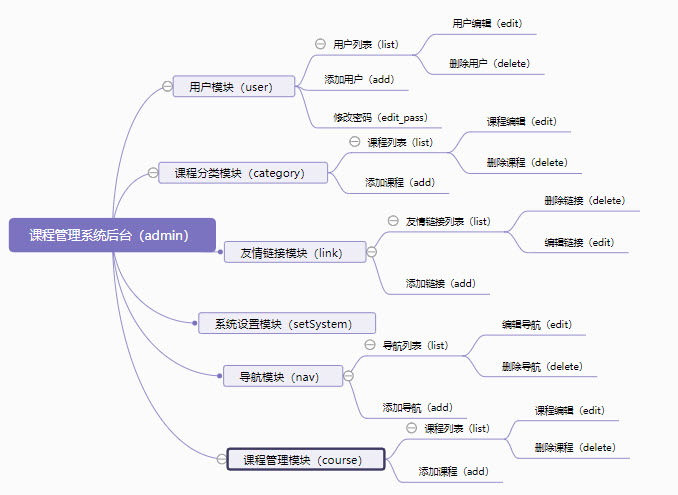 课程管理系统后台（admin）
用户模块（user）
用户列表（list）
用户编辑（edit）
删除用户（delete）
添加用户（add）
修改密码（edit_pass）
课程分类模块（category）
课程列表（list）
课程编辑（edit）
删除课程（delete）
添加课程（add）
友情链接模块（link）
友情链接列表（list）
删除链接（delete）
编辑链接（edit）
添加链接（add）
系统设置模块（setSystem）
导航模块（nav）
导航列表（list）
编辑导航（edit）
删除导航（delete）
添加导航（add）
课程管理模块（course）
课程列表（list）
课程编辑（edit）
删除课程（delete）
添加课程（add）